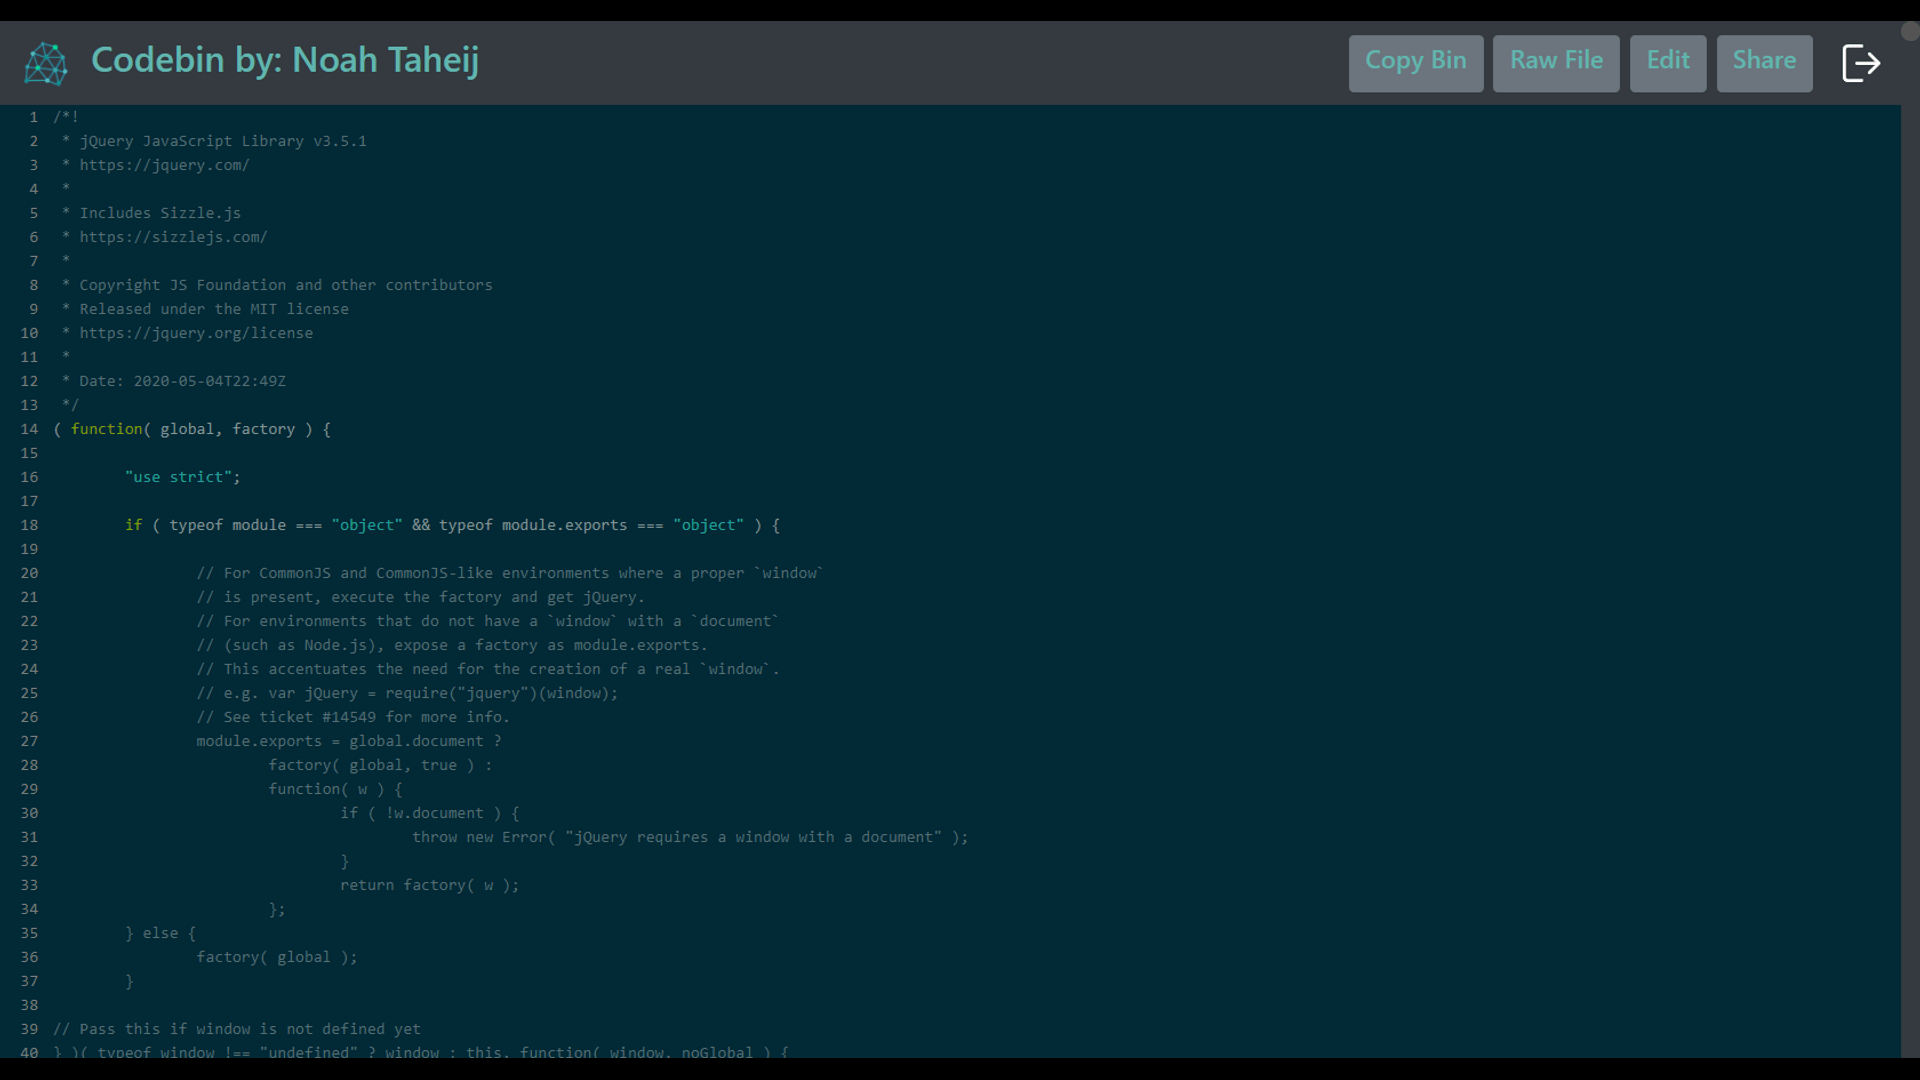 Codebin by: Noah Taheij
Copy Bin Raw File Edit Share
1 /*!
2  * jQuery JavaScript Library v3.5.1
3  * https://jquery.com/
4  *
5  * Includes Sizzle.js
6  * https://sizzlejs.com/
7  *
8  * Copyright JS Foundation and other contributors
9  * Released under the MIT license
10  * https://jquery.org/license
11  *
12  * Date: 2020-05-04T22:49Z
13  */
14 ( function( global, factory ) {
15
16         "use strict";
17
18         if ( typeof module === "object" && typeof module.exports === "object" ) {
19
20                 // For CommonJS and CommonJS-like environments where a proper `window`
21                 // is present, execute the factory and get jQuery.
22                 // For environments that do not have a `window` with a `document`
23                 // (such as Node.js), expose a factory as module.exports.
24                 // This accentuates the need for the creation of a real `window`.
25                 // e.g. var jQuery = require("jquery")(window);
26                 // See ticket #14549 for more info.
27                 module.exports = global.document ?
28                         factory( global, true ) :
29                         function( w ) {
30                                 if ( !w.document ) {
31                                         throw new Error( "jQuery requires a window with a document" );
32                                 }
33                                 return factory( w );
34                         };
35         } else {
36                 factory( global );
37         }
38
39 // Pass this if window is not defined yet
40 } )( typeof window !== "undefined" ? window : this, function( window, noGlobal ) {